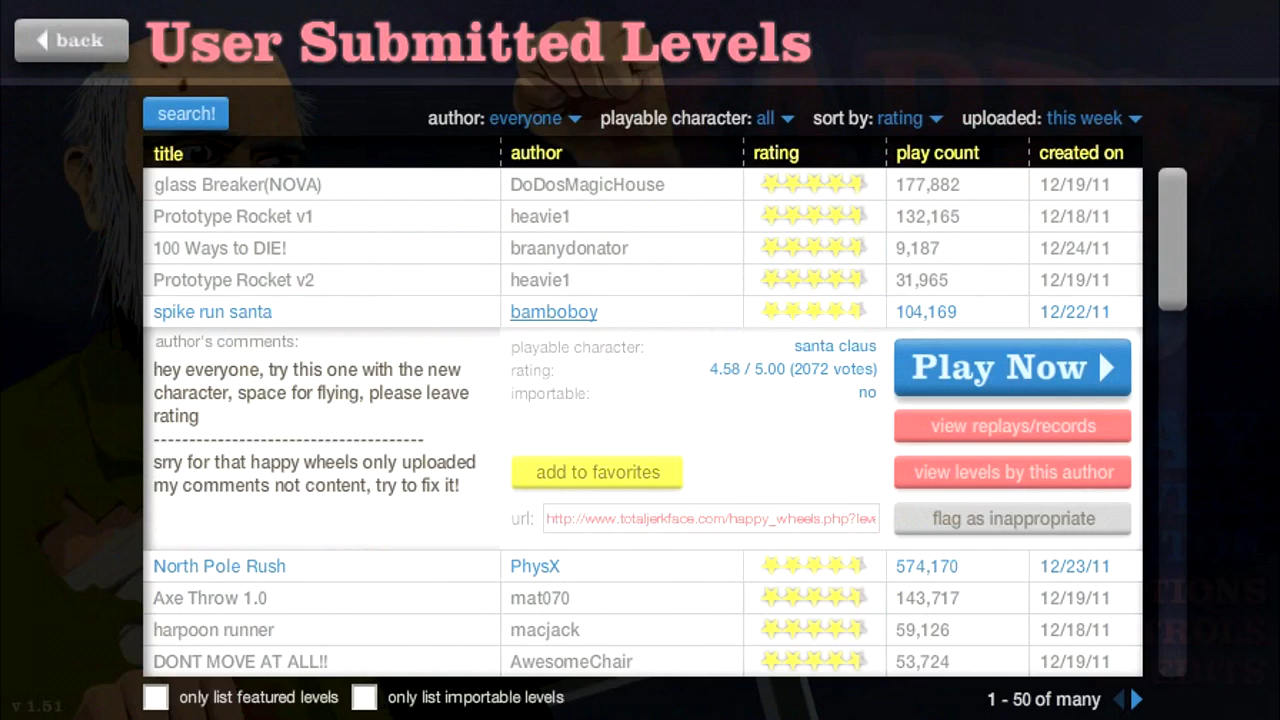 back
User Submitted Levels
search!
author: everyone playable character: all sort by: rating uploaded: this week
title author rating play count created on
glass Breaker(NOVA) DoDosMagicHouse 177,882 12/19/11
Prototype Rocket v1 heavie1 132,165 12/18/11
100 Ways to DIE! braanydonator 9,187 12/24/11
Prototype Rocket v2 heavie1 31,965 12/19/11
spike run santa bamboboy 104,169 12/22/11
author's comments:
hey everyone, try this one with the new
character, space for flying, please leave
rating
--------------------------------------
srry for that happy wheels only uploaded
my comments not content, try to fix it!
playable character: santa claus
rating: 4.58 / 5.00 (2072 votes)
importable: no
add to favorites
url: http://www.totaljerkface.com/happy_wheels.php?leve
Play Now
view replays/records
view levels by this author
flag as inappropriate
North Pole Rush PhysX 574,170 12/23/11
Axe Throw 1.0 mat070 143,717 12/19/11
harpoon runner macjack 59,126 12/18/11
DONT MOVE AT ALL!! AwesomeChair 53,724 12/19/11
only list featured levels only list importable levels
1 - 50 of many
v 1.51